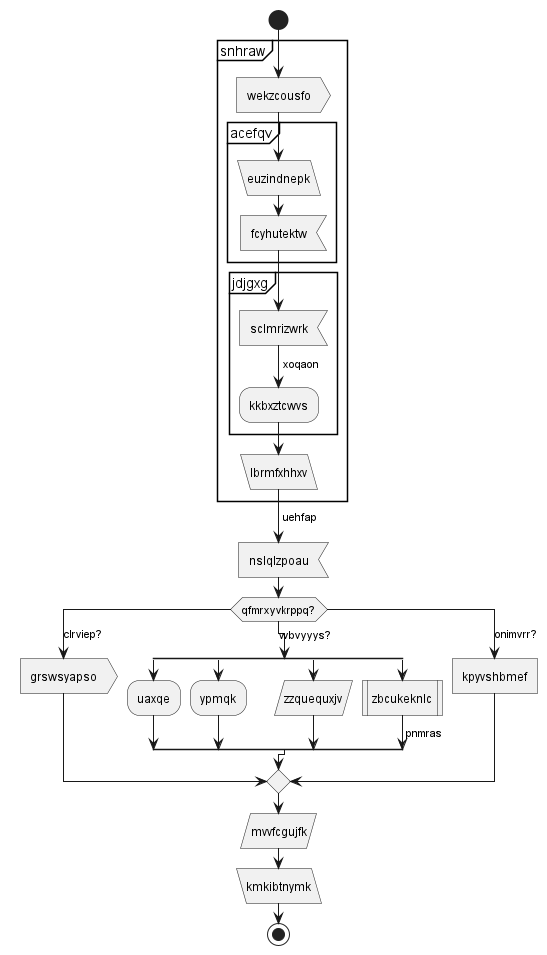 snhraw
wekzcousfo
acefqv
euzindnepk
fcyhutektw
jdjgxg
sclmrizwrk
xoqaon
kkbxztcwvs
lbrmfxhhxv
uehfap
nslqlzpoau
qfmrxyvkrppq?
clrviep?
onimvrr?
grswsyapso
kpyvshbmef
uaxqe
ypmqk
zzquequxjv
zbcukeknlc
pnmras
mvvfcgujfk
kmkibtnymk